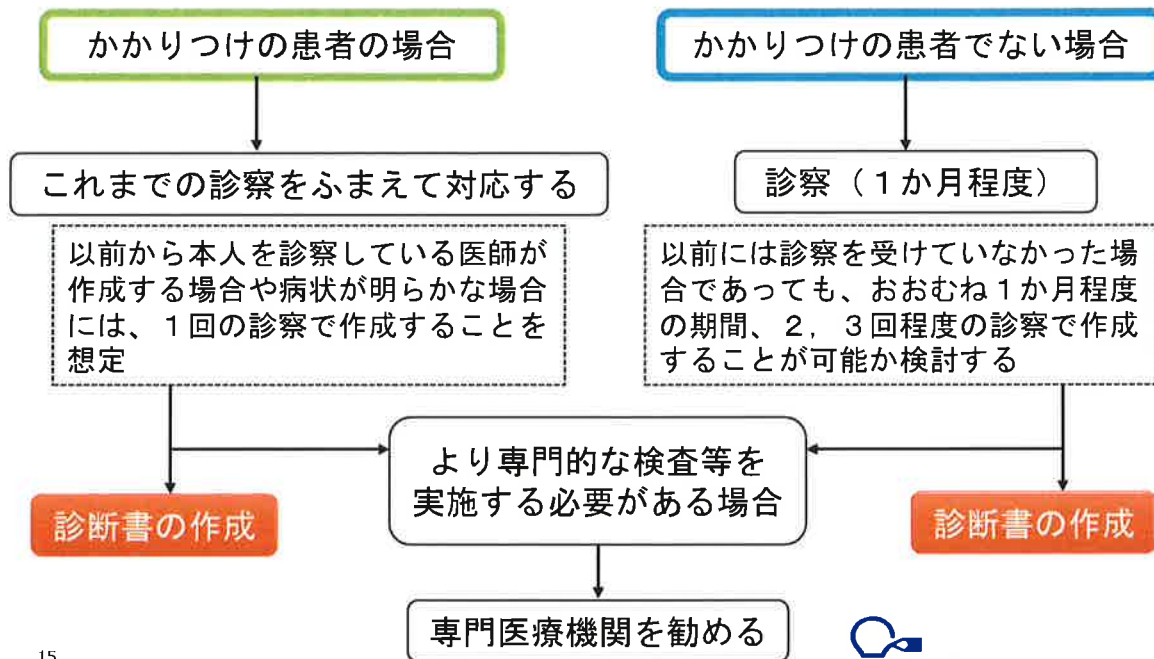 かかりつけの患者の場合
かかりつけの患者でない場合
これまでの診察をふまえて対応する
診察（１か月程度）
以前から本人を診察している医師が
作成する場合や病状が明らかな場合
には、１回の診察で作成することを
想定
以前には診察を受けていなかった場
合であっても、おおむね１か月程度
の期間、２，３回程度の診察で作成
することが可能か検討する
より専門的な検査等を
実施する必要がある場合
診断書の作成
診断書の作成
専門医療機関を勧める
15